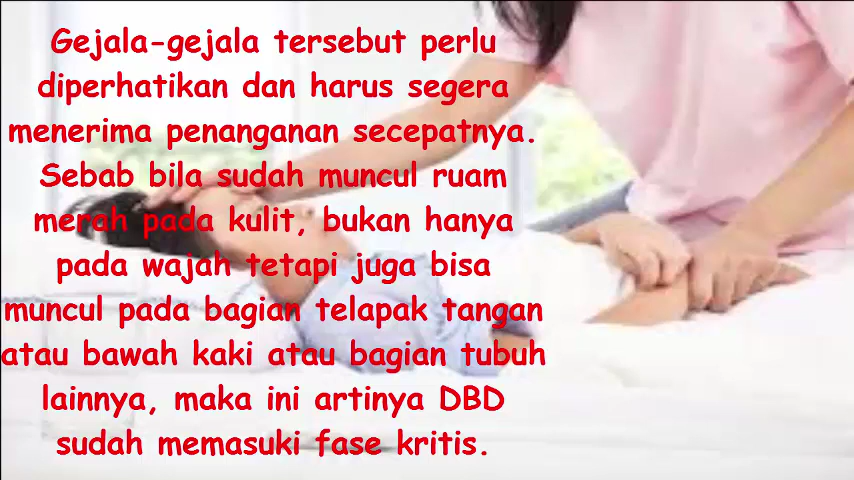 Gejala-gejala tersebut perlu
diperhatikan dan harus segera
menerima penanganan secepatnya.
Sebab bila sudah muncul ruam
merah pada kulit, bukan hanya
pada wajah tetapi juga bisa
muncul pada bagian telapak tangan
atau bawah kaki atau bagian tubuh
lainnya, maka ini artinya DBD
sudah memasuki fase kritis.